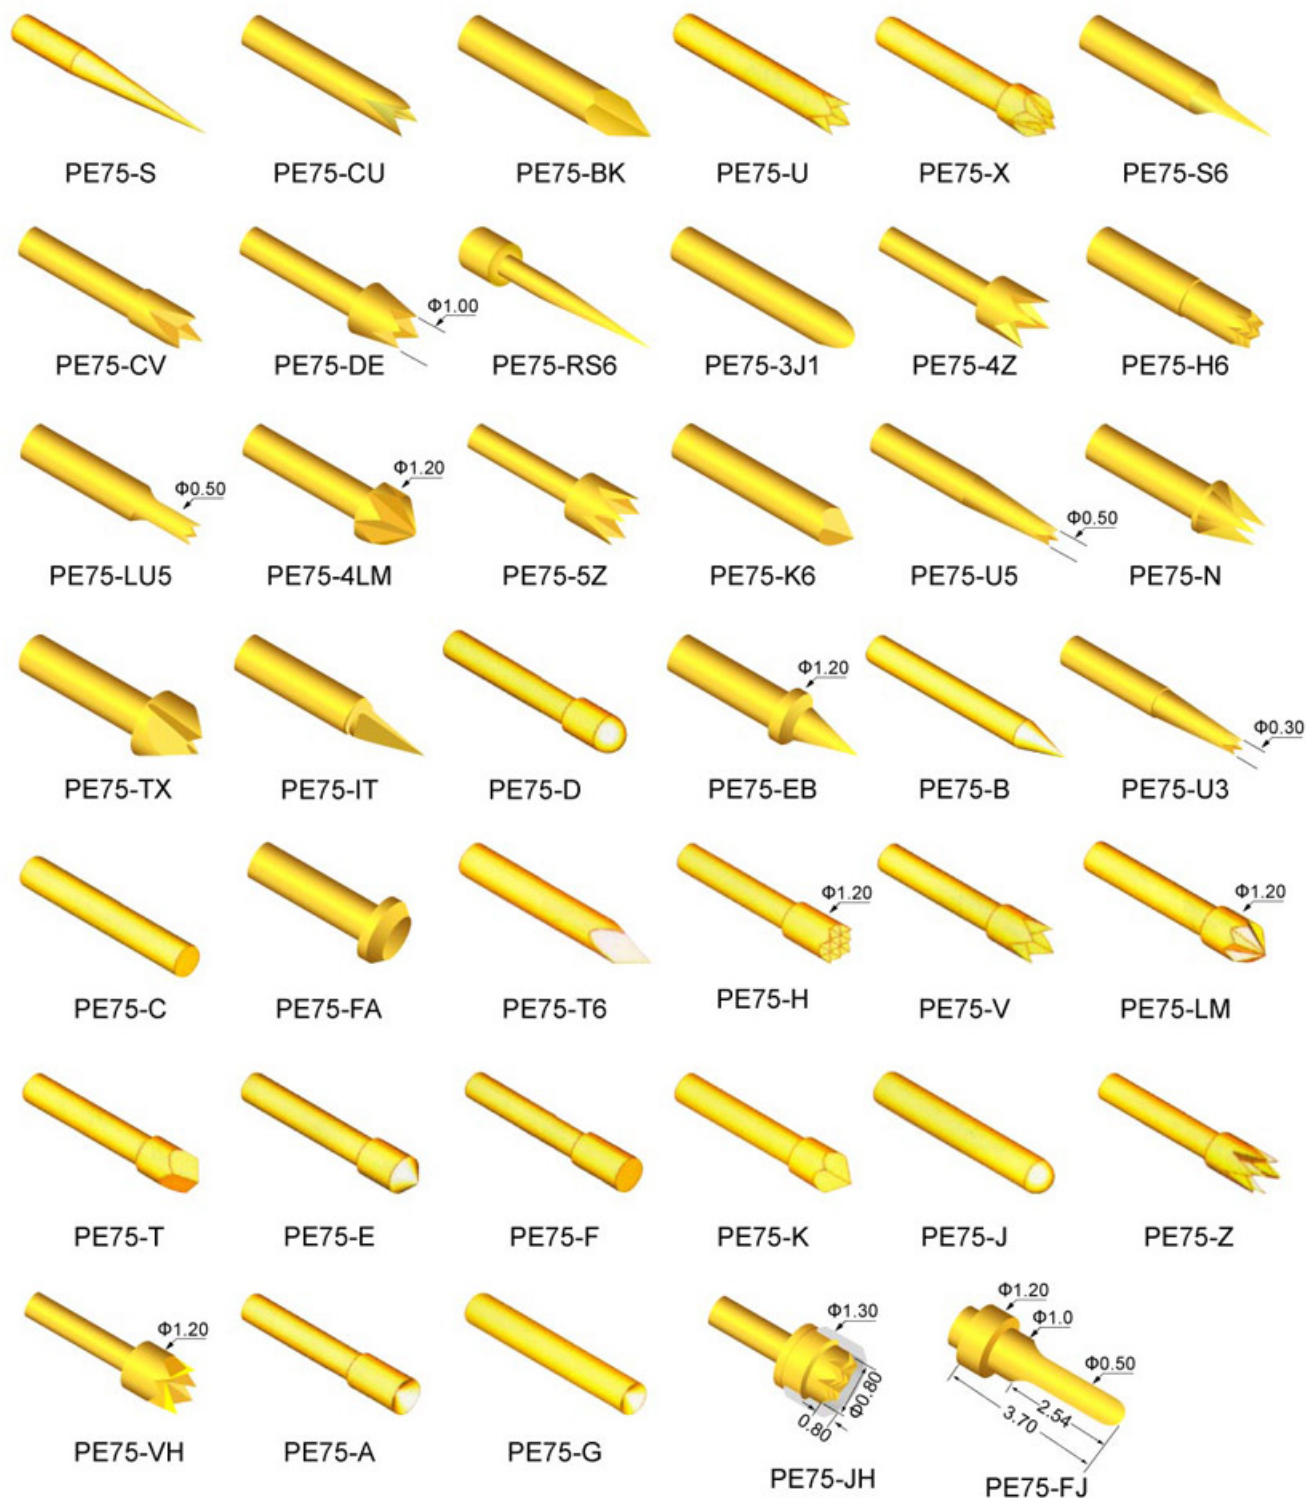 PE75-S PE75-CU PE75-BK PE75-U PE75-X PE75-S6
Φ1.00
PE75-CV PE75-DE PE75-RS6 PE75-3J1 PE75-4Z PE75-H6
Φ0.50 Φ1.20 Φ0.50
PE75-LU5 PE75-4LM PE75-5Z PE75-K6 PE75-U5 PE75-N
Φ1.20 Φ0.30
PE75-TX PE75-IT PE75-D PE75-EB PE75-B PE75-U3
Φ1.20 Φ1.20
PE75-C PE75-FA PE75-T6 PE75-H PE75-V PE75-LM
PE75-T PE75-E PE75-F PE75-K PE75-J PE75-Z
Φ1.20 Φ1.30 Φ0.80 0.80 Φ1.20 Φ1.0 Φ0.50 2.54 3.70
PE75-VH PE75-A PE75-G PE75-JH PE75-FJ